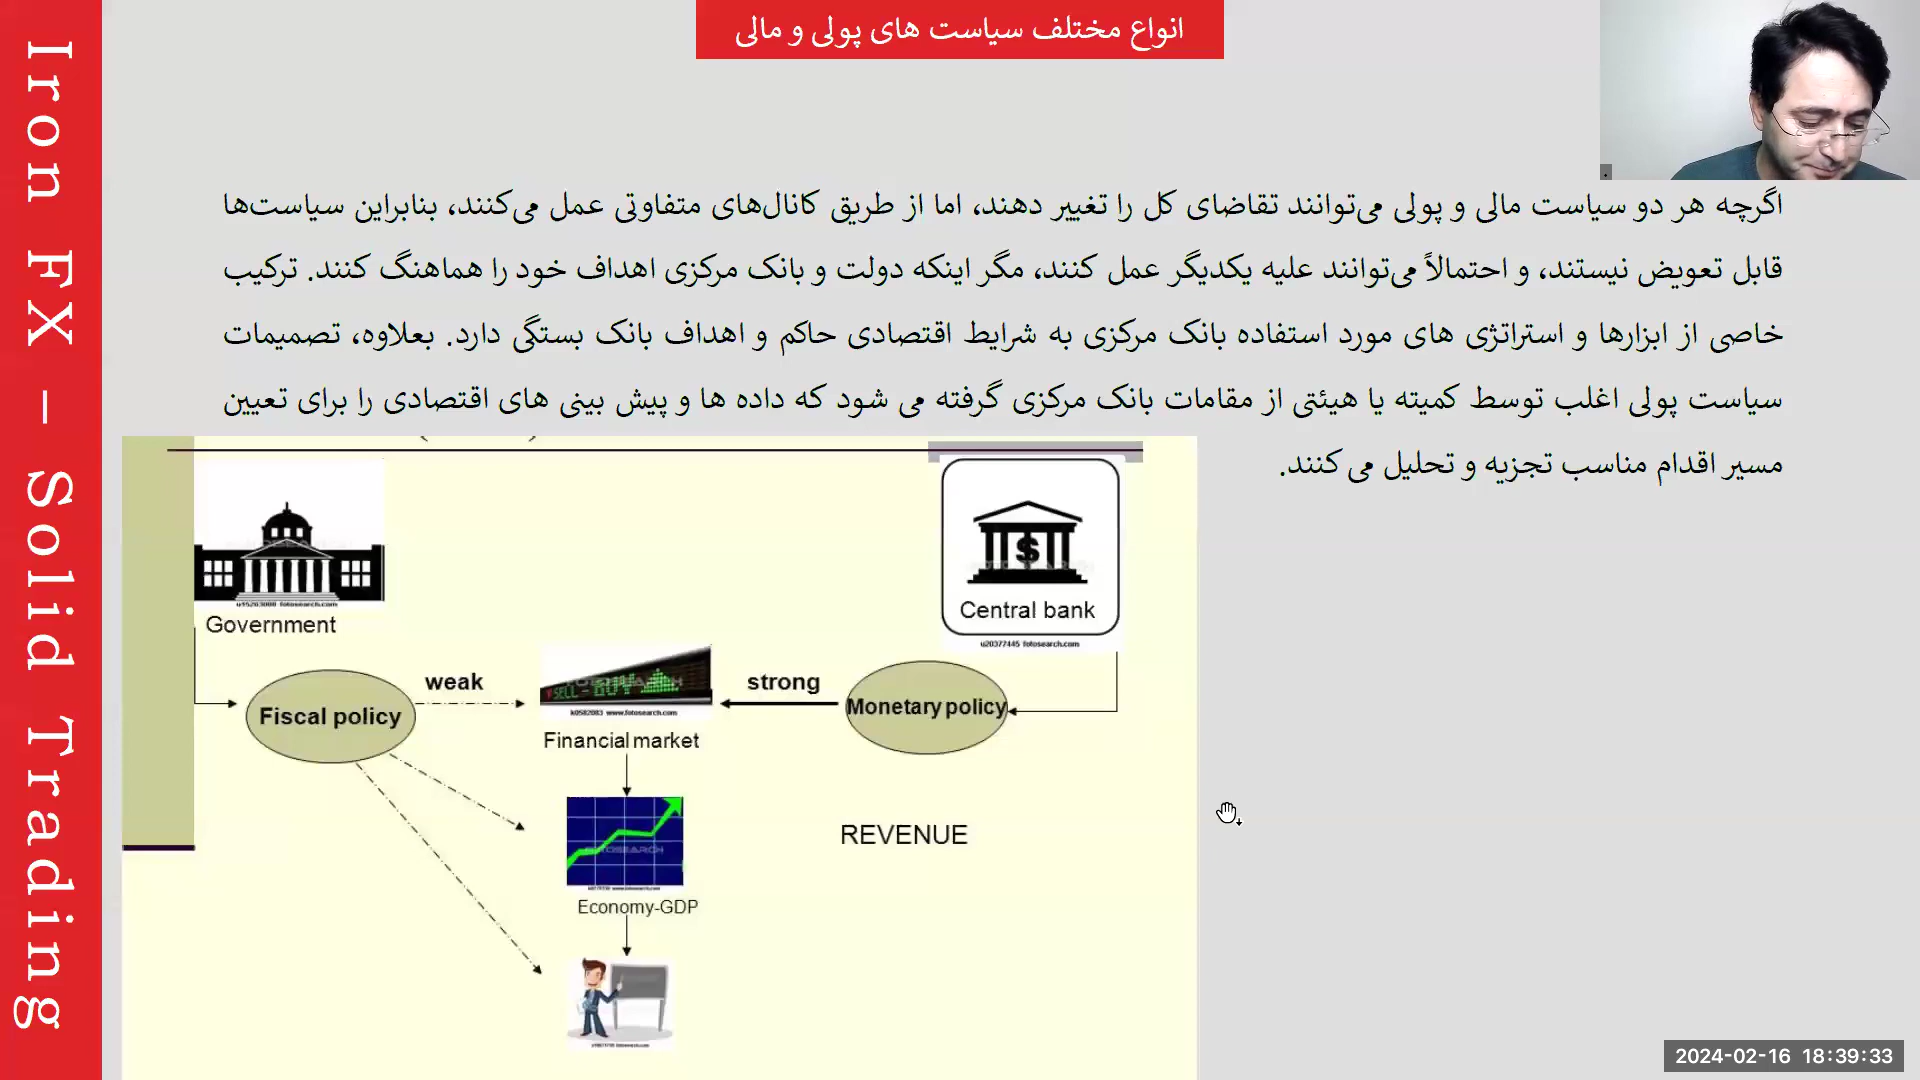 انواع مختلف سیاست های پولی و مالی
Iron FX – Solid Trading
اگرچه هر دو سیاست مالی و پولی می‌توانند تقاضای کل را تغییر دهند، اما از طریق کانال‌های متفاوتی عمل می‌کنند، بنابراین سیاست‌ها
قابل تعویض نیستند، و احتمالاً می‌توانند علیه یکدیگر عمل کنند، مگر اینکه دولت و بانک مرکزی اهداف خود را هماهنگ کنند. ترکیب
خاصی از ابزارها و استراتژی های مورد استفاده بانک مرکزی به شرایط اقتصادی حاکم و اهداف بانک بستگی دارد. بعلاوه، تصمیمات
سیاست پولی اغلب توسط کمیته یا هیئتی از مقامات بانک مرکزی گرفته می شود که داده ها و پیش بینی های اقتصادی را برای تعیین
مسیر اقدام مناسب تجزیه و تحلیل می کنند.
Government
Central bank
u20377445 fotosearch.com
Fiscal policy
weak
SELL - BUY
strong
Monetary policy
Financial market
REVENUE
Economy-GDP
2024-02-16 18:39:33